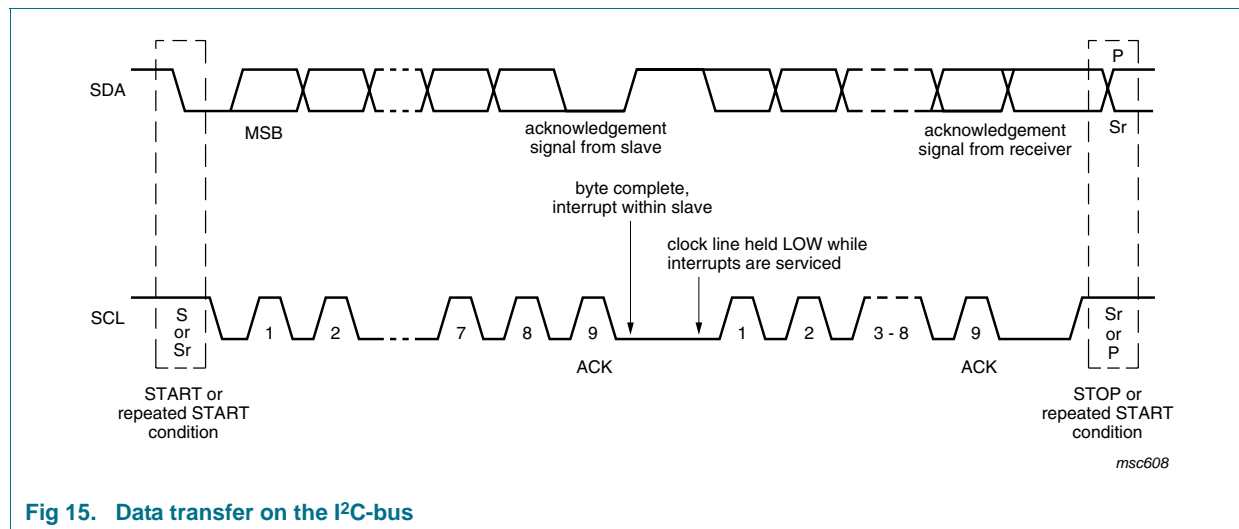 P
SDA
MSB
acknowledgement
signal from slave
acknowledgement
signal from receiver
Sr
byte complete,
interrupt within slave
clock line held LOW while
interrupts are serviced
SCL
S
or
Sr
1
2
7
8
9
1
2
3 - 8
9
Sr
or
P
ACK
ACK
START or
repeated START
condition
STOP or
repeated START
condition
msc608
Fig 15. Data transfer on the I²C-bus